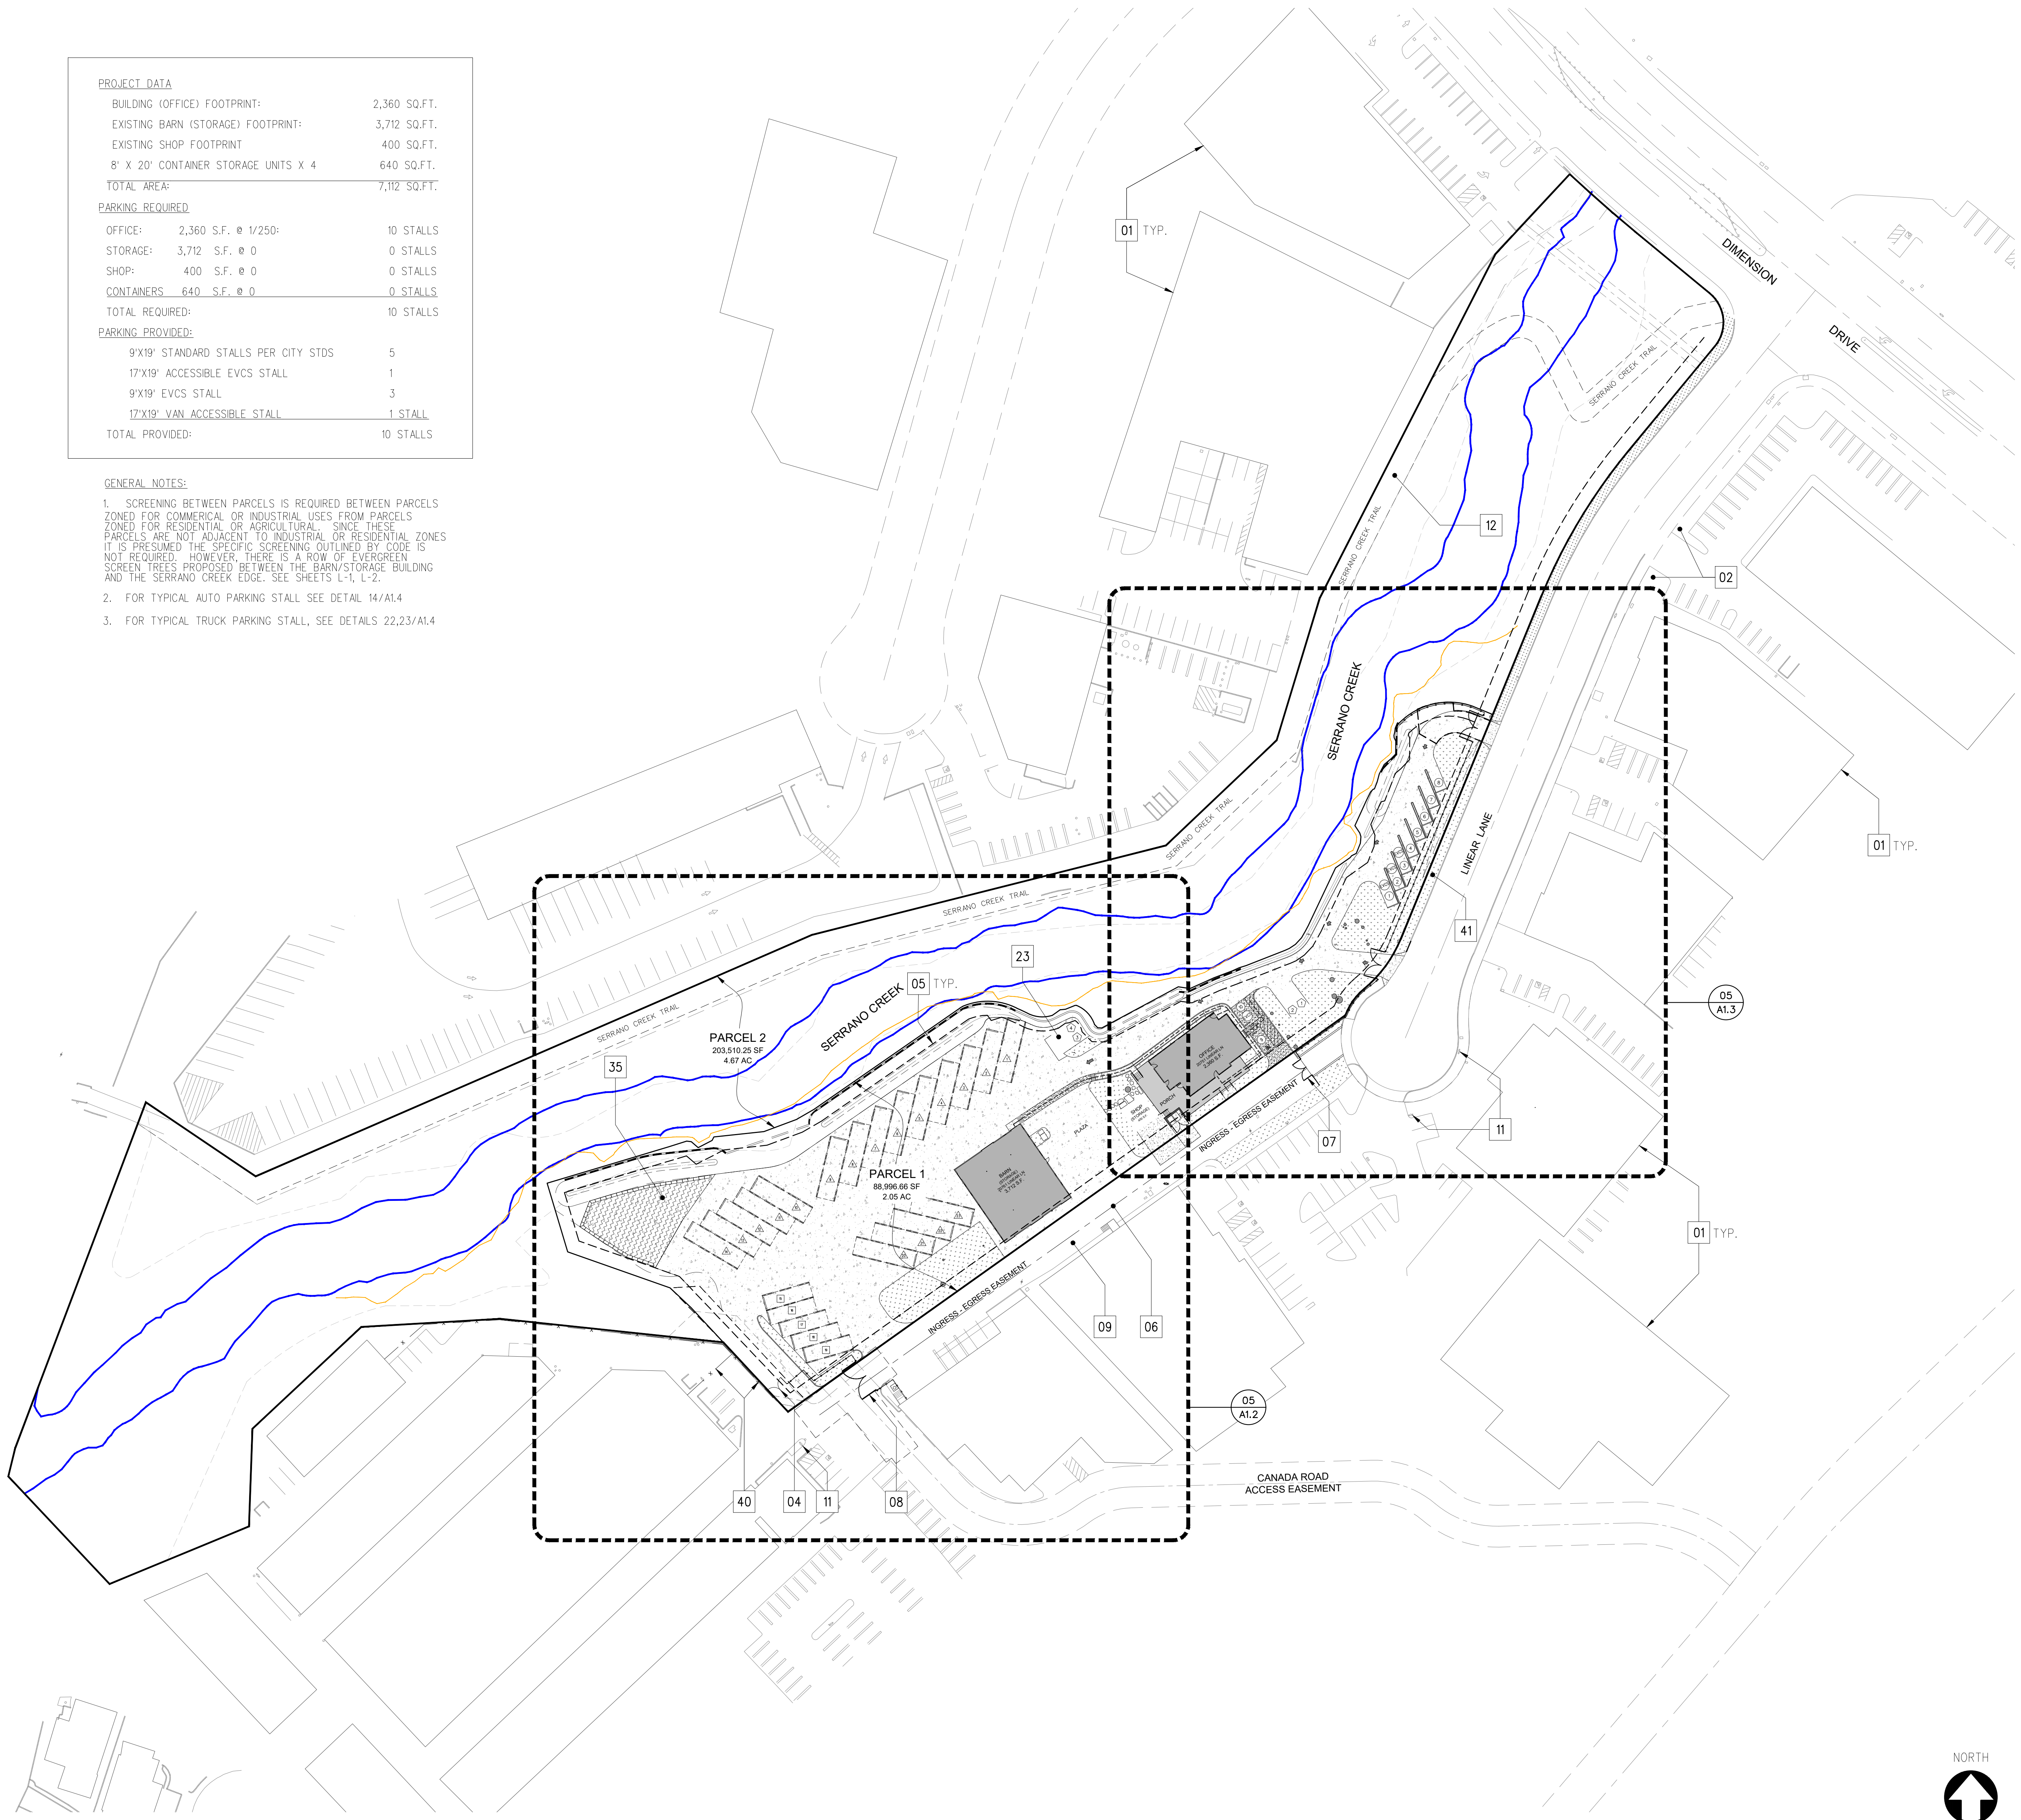 PROJECT DATA
BUILDING (OFFICE) FOOTPRINT: 2,360 SQ.FT.
EXISTING BARN (STORAGE) FOOTPRINT: 3,712 SQ.FT.
EXISTING SHOP FOOTPRINT 400 SQ.FT.
8' X 20' CONTAINER STORAGE UNITS X 4 640 SQ.FT.
TOTAL AREA: 7,112 SQ.FT.
PARKING REQUIRED
OFFICE: 2,360 S.F. @ 1/250: 10 STALLS
STORAGE: 3,712 S.F. @ 0 0 STALLS
SHOP: 400 S.F. @ 0 0 STALLS
CONTAINERS 640 S.F. @ 0 0 STALLS
TOTAL REQUIRED: 10 STALLS
PARKING PROVIDED:
9'X19' STANDARD STALLS PER CITY STDS 5
17'X19' ACCESSIBLE EVCS STALL 1
9'X19' EVCS STALL 3
17'X19' VAN ACCESSIBLE STALL 1 STALL
TOTAL PROVIDED: 10 STALLS
GENERAL NOTES:
1. SCREENING BETWEEN PARCELS IS REQUIRED BETWEEN PARCELS
ZONED FOR COMMERICAL OR INDUSTRIAL USES FROM PARCELS
ZONED FOR RESIDENTIAL OR AGRICULTURAL. SINCE THESE
PARCELS ARE NOT ADJACENT TO INDUSTRIAL OR RESIDENTIAL ZONES
IT IS PRESUMED THE SPECIFIC SCREENING OUTLINED BY CODE IS
NOT REQUIRED. HOWEVER, THERE IS A ROW OF EVERGREEN
SCREEN TREES PROPOSED BETWEEN THE BARN/STORAGE BUILDING
AND THE SERRANO CREEK EDGE. SEE SHEETS L-1, L-2.
2. FOR TYPICAL AUTO PARKING STALL SEE DETAIL 14/A1.4
3. FOR TYPICAL TRUCK PARKING STALL, SEE DETAILS 22,23/A1.4
01 TYP.
DIMENSION
DRIVE
SERRANO CREEK TRAIL
12
SERRANO CREEK TRAIL
02
SERRANO CREEK
SERRANO CREEK TRAIL
LINEAR LANE
01 TYP.
SERRANO CREEK TRAIL
41
23
05 TYP.
SERRANO CREEK
05
A1.3
SERRANO CREEK TRAIL
PARCEL 2
203,510.25 SF
4.67 AC
35
OFFICE
2,360 S.F.
PORCH
SHOP
(STORAGE)
PLAZA
INGRESS - EGRESS EASEMENT
07
11
PARCEL 1
88,996.66 SF
2.05 AC
BARN
(STORAGE)
3,712 S.F.
01 TYP.
INGRESS - EGRESS EASEMENT
09
06
05
A1.2
CANADA ROAD
ACCESS EASEMENT
40
04
11
08
NORTH